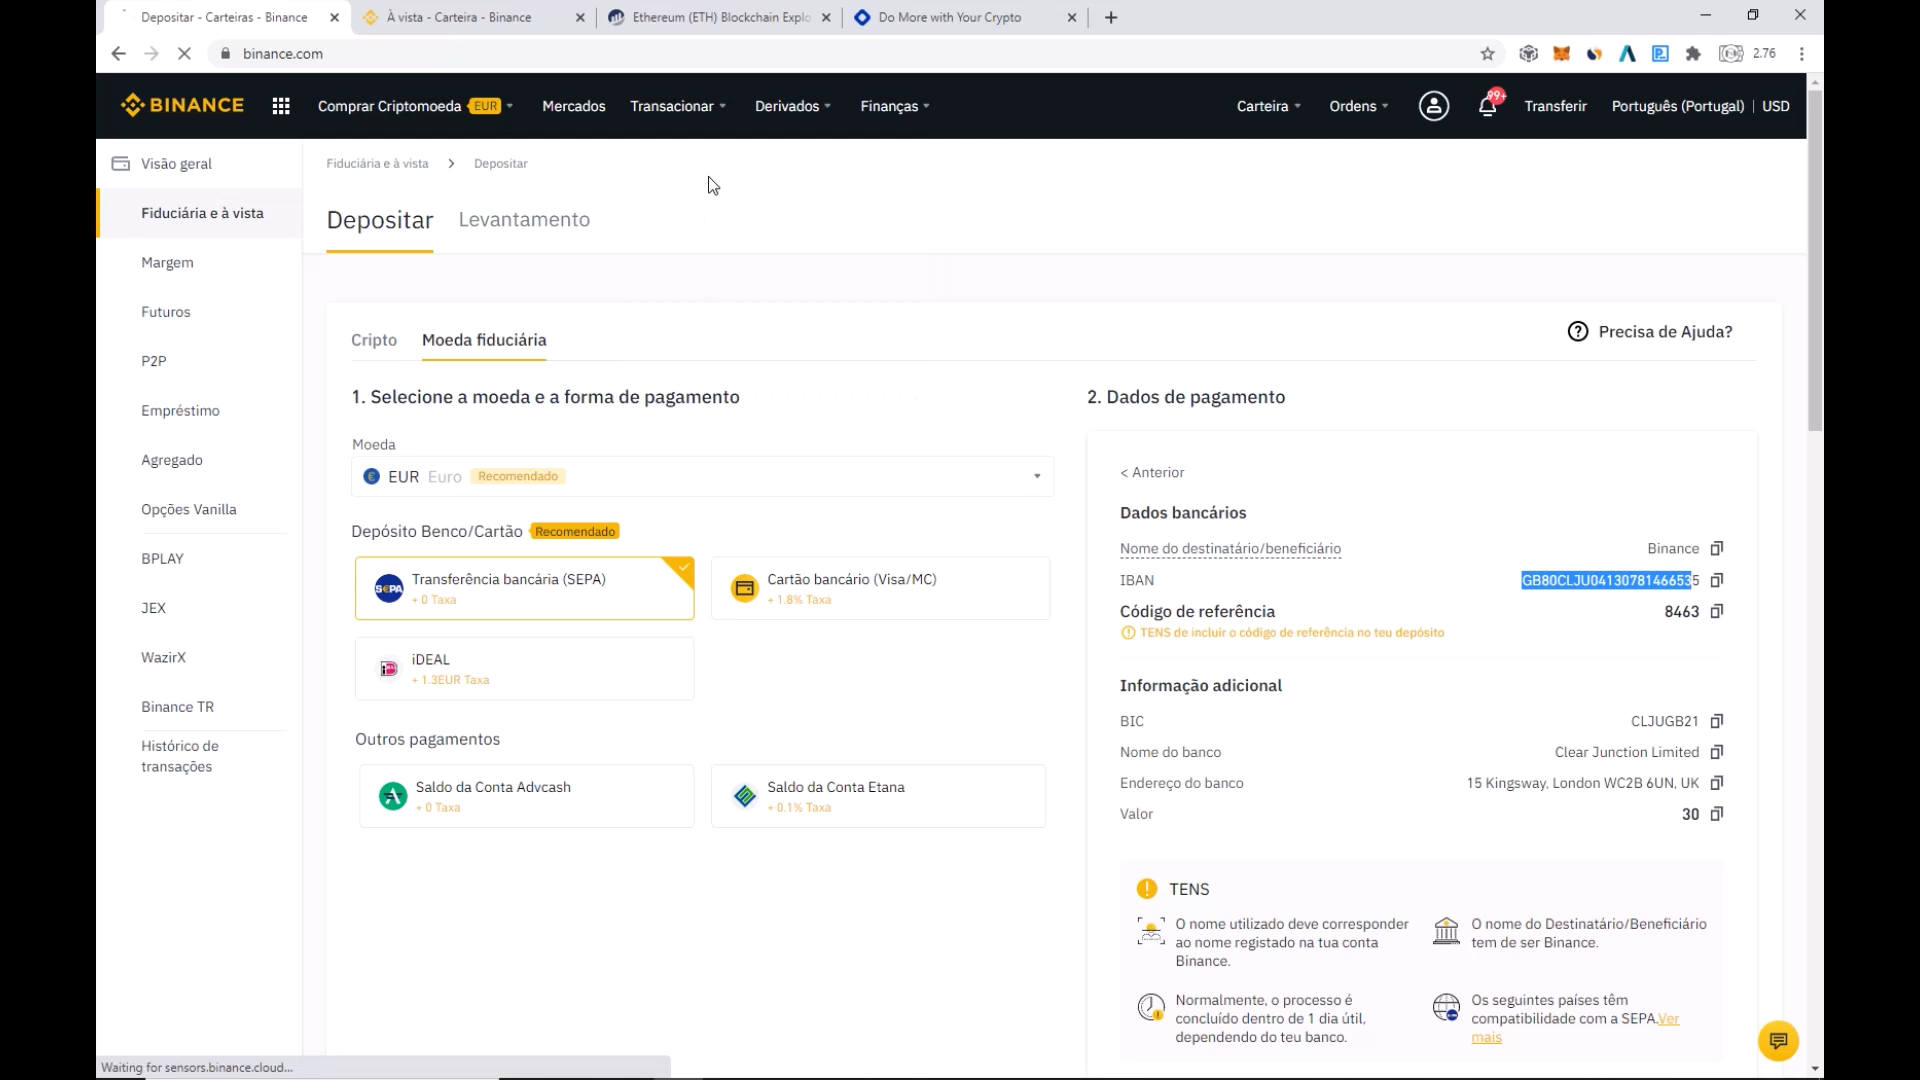 Depositar - Carteiras - Binance
À vista - Carteira - Binance
Ethereum (ETH) Blockchain Explo
Do More with Your Crypto
binance.com
2.76
BINANCE
Comprar Criptomoeda EUR
Mercados
Transacionar
Derivados
Finanças
Carteira
Ordens
99+
Transferir
Português (Portugal) | USD
Visão geral
Fiduciária e à vista
Margem
Futuros
P2P
Empréstimo
Agregado
Opções Vanilla
BPLAY
JEX
WazirX
Binance TR
Histórico de
transações
Fiduciária e à vista > Depositar
Depositar Levantamento
Cripto Moeda fiduciária
Precisa de Ajuda?
1. Selecione a moeda e a forma de pagamento
Moeda
EUR Euro Recomendado
Depósito Benco/Cartão Recomendado
SEPA
Transferência bancária (SEPA)
+ 0 Taxa
Cartão bancário (Visa/MC)
+ 1.8% Taxa
iDEAL
+ 1.3EUR Taxa
Outros pagamentos
Saldo da Conta Advcash
+ 0 Taxa
Saldo da Conta Etana
+ 0.1% Taxa
2. Dados de pagamento
< Anterior
Dados bancários
Nome do destinatário/beneficiário Binance
IBAN GB80CLJU04130781466535
Código de referência 8463
TENS de incluir o código de referência no teu depósito
Informação adicional
BIC CLJUGB21
Nome do banco Clear Junction Limited
Endereço do banco 15 Kingsway, London WC2B 6UN, UK
Valor 30
TENS
O nome utilizado deve corresponder
ao nome registado na tua conta
Binance.
O nome do Destinatário/Beneficiário
tem de ser Binance.
Normalmente, o processo é
concluído dentro de 1 dia útil,
dependendo do teu banco.
Os seguintes países têm
compatibilidade com a SEPA.Ver
mais
Waiting for sensors.binance.cloud...